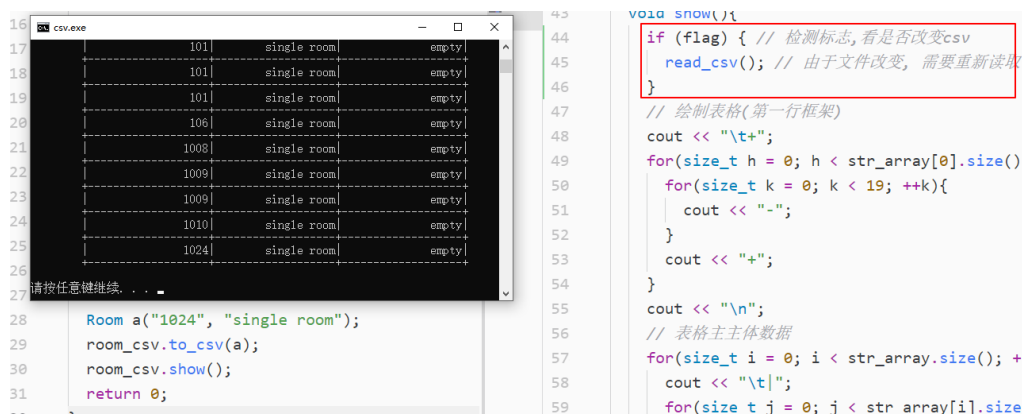 csv.exe
101| single room| empty|
101| single room| empty|
101| single room| empty|
106| single room| empty|
1008| single room| empty|
1009| single room| empty|
1009| single room| empty|
1010| single room| empty|
1024| single room| empty|
请按任意键继续. . .
16
17
18
19
20
21
22
23
24
25
26
27
28 Room a("1024", "single room");
29 room_csv.to_csv(a);
30 room_csv.show();
31 return 0;
43 void show(){
44 if (flag) { // 检测标志,看是否改变csv
45 read_csv(); // 由于文件改变, 需要重新读取
46 }
47 // 绘制表格(第一行框架)
48 cout << "\t+";
49 for(size_t h = 0; h < str_array[0].size()
50 for(size_t k = 0; k < 19; ++k){
51 cout << "-";
52 }
53 cout << "+";
54 }
55 cout << "\n";
56 // 表格主主体数据
57 for(size_t i = 0; i < str_array.size(); +
58 cout << "\t|";
59 for(size_t j = 0; j < str_array[i].size